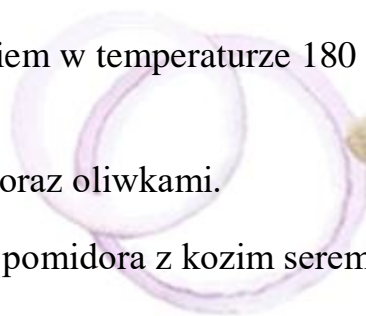 iem w temperaturze 180
oraz oliwkami.
pomidora z kozim serem